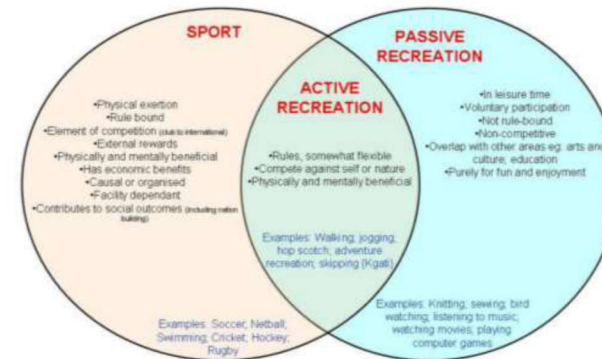 SPORT
•Physical exertion
•Rule bound
•Element of competition (club to international)
•External rewards
•Physically and mentally beneficial
•Has economic benefits
•Causal or organised
•Facility dependant
•Contributes to social outcomes (including nation
building)
Examples: Soccer; Netball;
Swimming; Cricket; Hockey;
Rugby
ACTIVE
RECREATION
•Rules, somewhat flexible
•Compete against self or nature
•Physically and mentally beneficial
Examples: Walking; jogging;
hop scotch; adventure
recreation; skipping (Kgati)
PASSIVE
RECREATION
•In leisure time
•Voluntary participation
•Not rule-bound
•Non-competitive
•Overlap with other areas eg. arts and
culture; education
•Purely for fun and enjoyment
Examples: Knitting; sewing; bird
watching; listening to music;
watching movies; playing
computer games